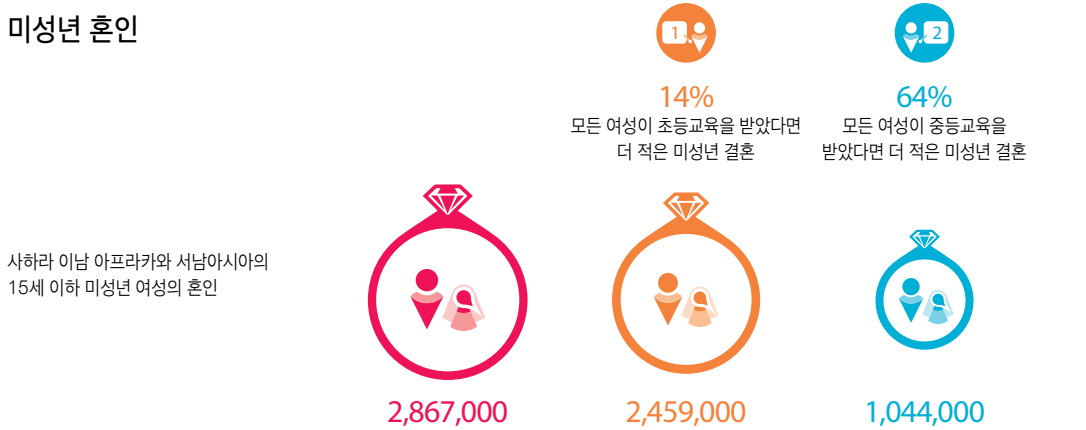 미성년 혼인
1
2
14%
64%
모든 여성이 초등교육을 받았다면
더 적은 미성년 결혼
모든 여성이 중등교육을
받았다면 더 적은 미성년 결혼
사하라 이남 아프라카와 서남아시아의
15세 이하 미성년 여성의 혼인
2,867,000
2,459,000
1,044,000